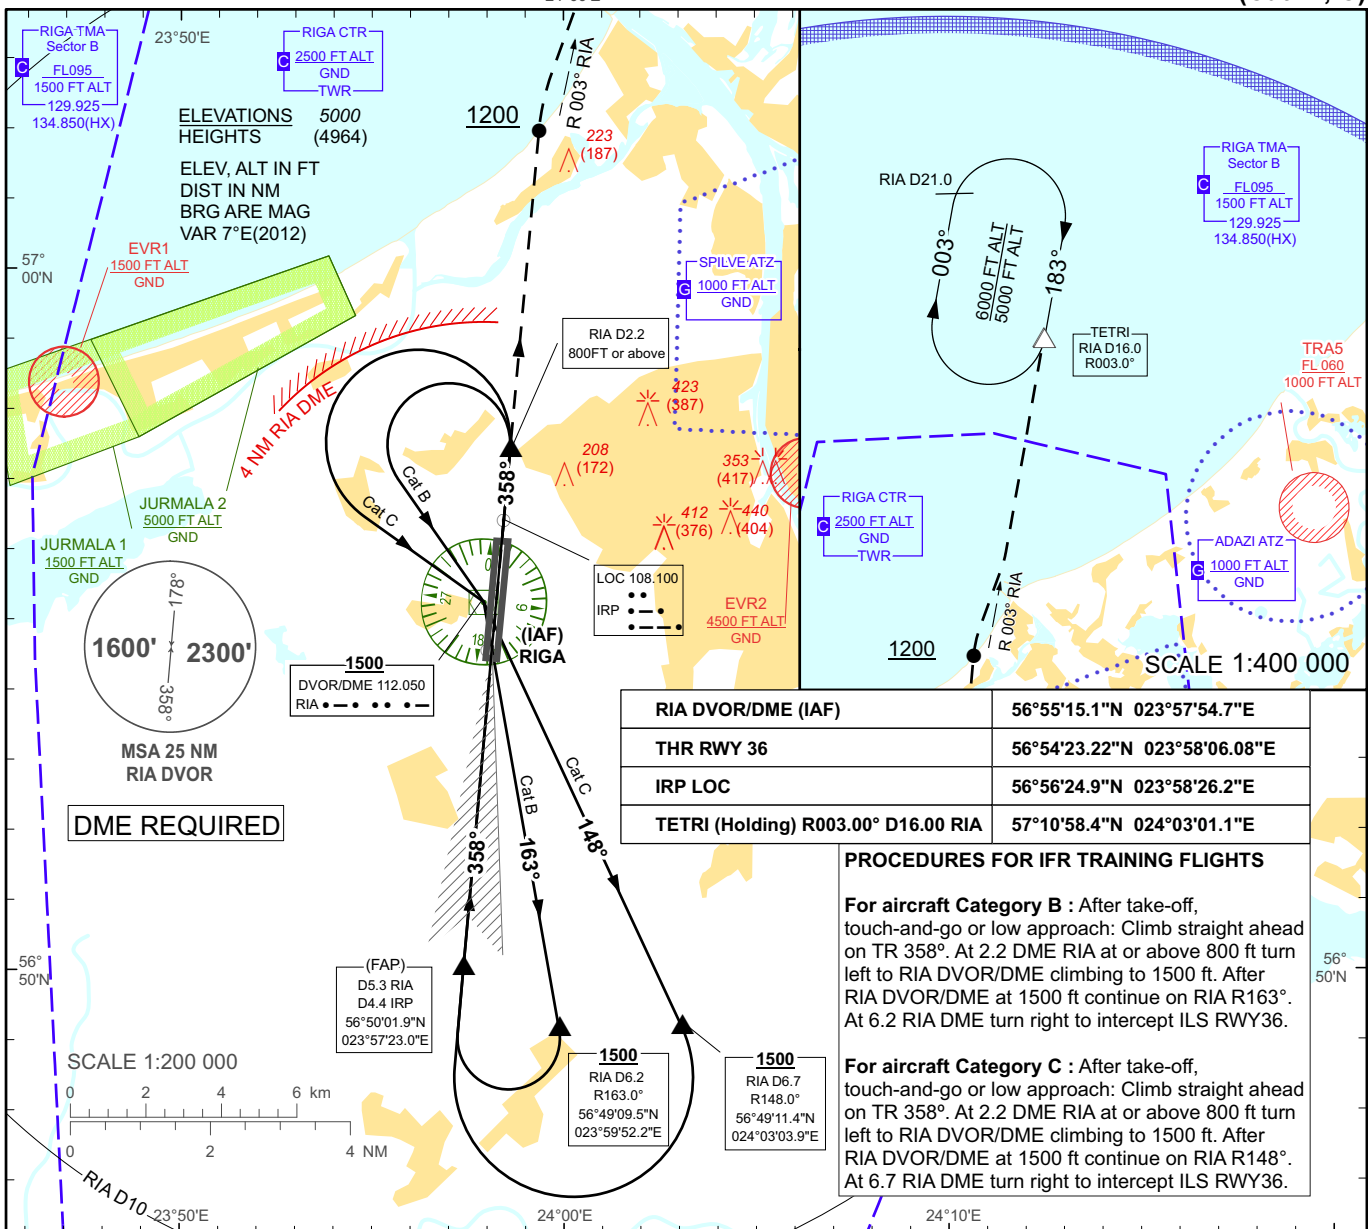 RIGA TMA
Sector B
C
FL095
1500 FT ALT
129.925
134.850(HX)
23°50'E
RIGA CTR
C
2500 FT ALT
GND
TWR
ELEVATIONS 5000
HEIGHTS (4964)
ELEV, ALT IN FT
DIST IN NM
BRG ARE MAG
VAR 7°E(2012)
1200
R 003° RIA
223
(187)
57°
00'N
EVR1
1500 FT ALT
GND
SPILVE ATZ
G
1000 FT ALT
GND
RIA D2.2
800FT or above
4 NM RIA DME
423
(387)
208
(172)
353
(417)
412
(376)
440
(404)
Cat B
Cat C
358°
JURMALA 2
5000 FT ALT
GND
JURMALA 1
1500 FT ALT
GND
178°
1600' 2300'
358°
MSA 25 NM
RIA DVOR
DME REQUIRED
0
27
9
18
(IAF)
RIGA
LOC 108.100
IRP
EVR2
4500 FT ALT
GND
1500
DVOR/DME 112.050
RIA
Cat B
Cat C
358°
163°
148°
(FAP)
D5.3 RIA
D4.4 IRP
56°50'01.9"N
023°57'23.0"E
1500
RIA D6.2
R163.0°
56°49'09.5"N
023°59'52.2"E
1500
RIA D6.7
R148.0°
56°49'11.4"N
024°03'03.9"E
56°
50'N
SCALE 1:200 000
0 2 4 6 km
0 2 4 NM
RIA D10
23°50'E
24°00'E
24°10'E
RIA D21.0
003°
6000 FT ALT
5000 FT ALT
183°
TETRI
RIA D16.0
R003.0°
RIGA TMA
Sector B
C
FL095
1500 FT ALT
129.925
134.850(HX)
TRA5
FL 060
1000 FT ALT
RIGA CTR
C
2500 FT ALT
GND
TWR
ADAZI ATZ
G
1000 FT ALT
GND
R 003° RIA
1200
SCALE 1:400 000
RIA DVOR/DME (IAF) 56°55'15.1"N 023°57'54.7"E
THR RWY 36 56°54'23.22"N 023°58'06.08"E
IRP LOC 56°56'24.9"N 023°58'26.2"E
TETRI (Holding) R003.00° D16.00 RIA 57°10'58.4"N 024°03'01.1"E
PROCEDURES FOR IFR TRAINING FLIGHTS
For aircraft Category B : After take-off,
touch-and-go or low approach: Climb straight ahead
on TR 358º. At 2.2 DME RIA at or above 800 ft turn
left to RIA DVOR/DME climbing to 1500 ft. After
RIA DVOR/DME at 1500 ft continue on RIA R163°.
At 6.2 RIA DME turn right to intercept ILS RWY36.
For aircraft Category C : After take-off,
touch-and-go or low approach: Climb straight ahead
on TR 358º. At 2.2 DME RIA at or above 800 ft turn
left to RIA DVOR/DME climbing to 1500 ft. After
RIA DVOR/DME at 1500 ft continue on RIA R148°.
At 6.7 RIA DME turn right to intercept ILS RWY36.
56°
50'N